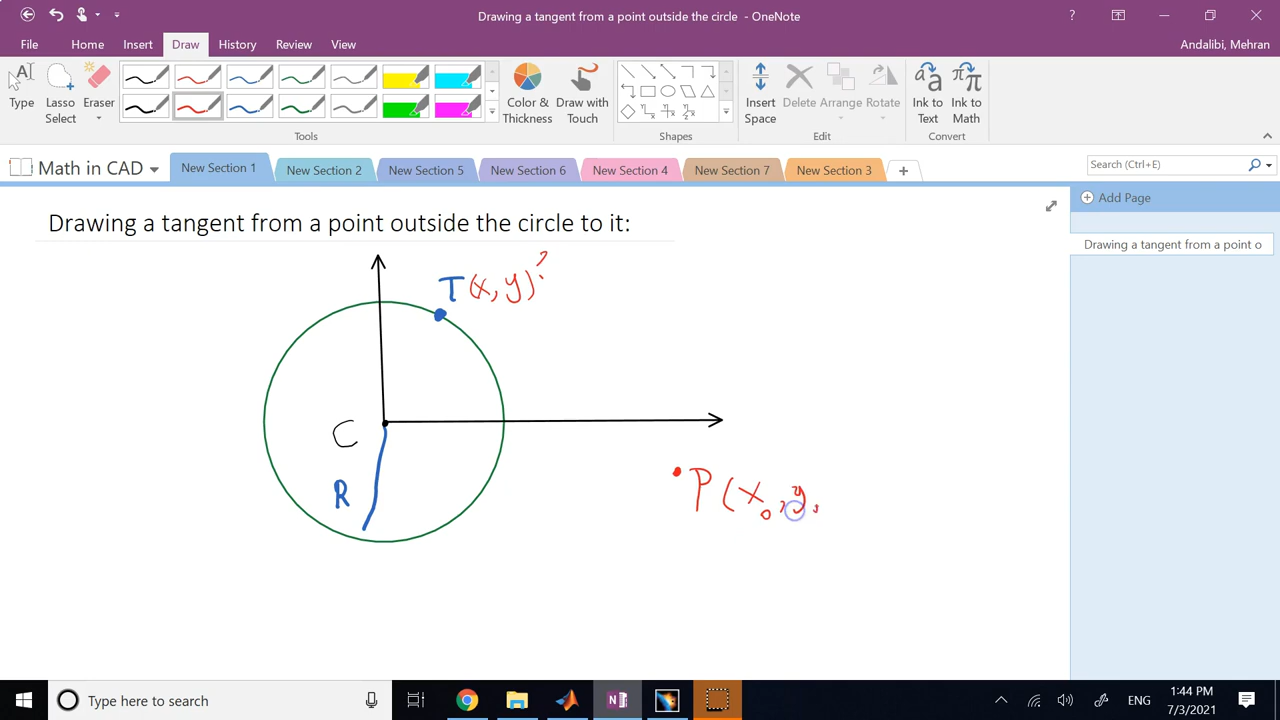 Drawing a tangent from a point outside the circle - OneNote
?
File Home Insert Draw History Review View
Andalibi, Mehran
Type
Lasso Select
Eraser
Color & Thickness
Draw with Touch
Insert Space
Delete
Arrange
Rotate
Ink to Text
Ink to Math
Tools
Shapes
Edit
Convert
Math in CAD
New Section 1
New Section 2
New Section 5
New Section 6
New Section 4
New Section 7
New Section 3
Search (Ctrl+E)
Add Page
Drawing a tangent from a point o
Drawing a tangent from a point outside the circle to it:
T(x, y)?
C
R
P(x₀, y₀
Type here to search
ENG
1:44 PM
7/3/2021